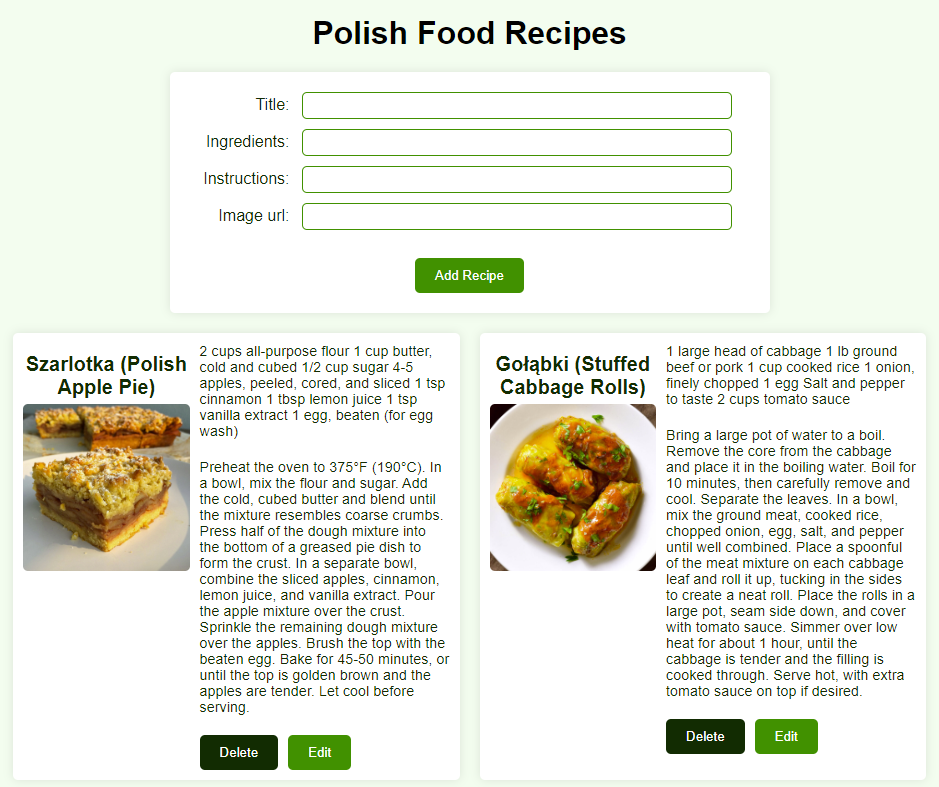 Polish Food Recipes
Title:
Ingredients:
Instructions:
Image url:
Add Recipe
Szarlotka (Polish
Apple Pie)
2 cups all-purpose flour 1 cup butter,
cold and cubed 1/2 cup sugar 4-5
apples, peeled, cored, and sliced 1 tsp
cinnamon 1 tbsp lemon juice 1 tsp
vanilla extract 1 egg, beaten (for egg
wash)
Preheat the oven to 375°F (190°C). In
a bowl, mix the flour and sugar. Add
the cold, cubed butter and blend until
the mixture resembles coarse crumbs.
Press half of the dough mixture into
the bottom of a greased pie dish to
form the crust. In a separate bowl,
combine the sliced apples, cinnamon,
lemon juice, and vanilla extract. Pour
the apple mixture over the crust.
Sprinkle the remaining dough mixture
over the apples. Brush the top with the
beaten egg. Bake for 45-50 minutes, or
until the top is golden brown and the
apples are tender. Let cool before
serving.
Delete
Edit
Gołąbki (Stuffed
Cabbage Rolls)
1 large head of cabbage 1 lb ground
beef or pork 1 cup cooked rice 1 onion,
finely chopped 1 egg Salt and pepper
to taste 2 cups tomato sauce
Bring a large pot of water to a boil.
Remove the core from the cabbage
and place it in the boiling water. Boil for
10 minutes, then carefully remove and
cool. Separate the leaves. In a bowl,
mix the ground meat, cooked rice,
chopped onion, egg, salt, and pepper
until well combined. Place a spoonful
of the meat mixture on each cabbage
leaf and roll it up, tucking in the sides
to create a neat roll. Place the rolls in a
large pot, seam side down, and cover
with tomato sauce. Simmer over low
heat for about 1 hour, until the
cabbage is tender and the filling is
cooked through. Serve hot, with extra
tomato sauce on top if desired.
Delete
Edit